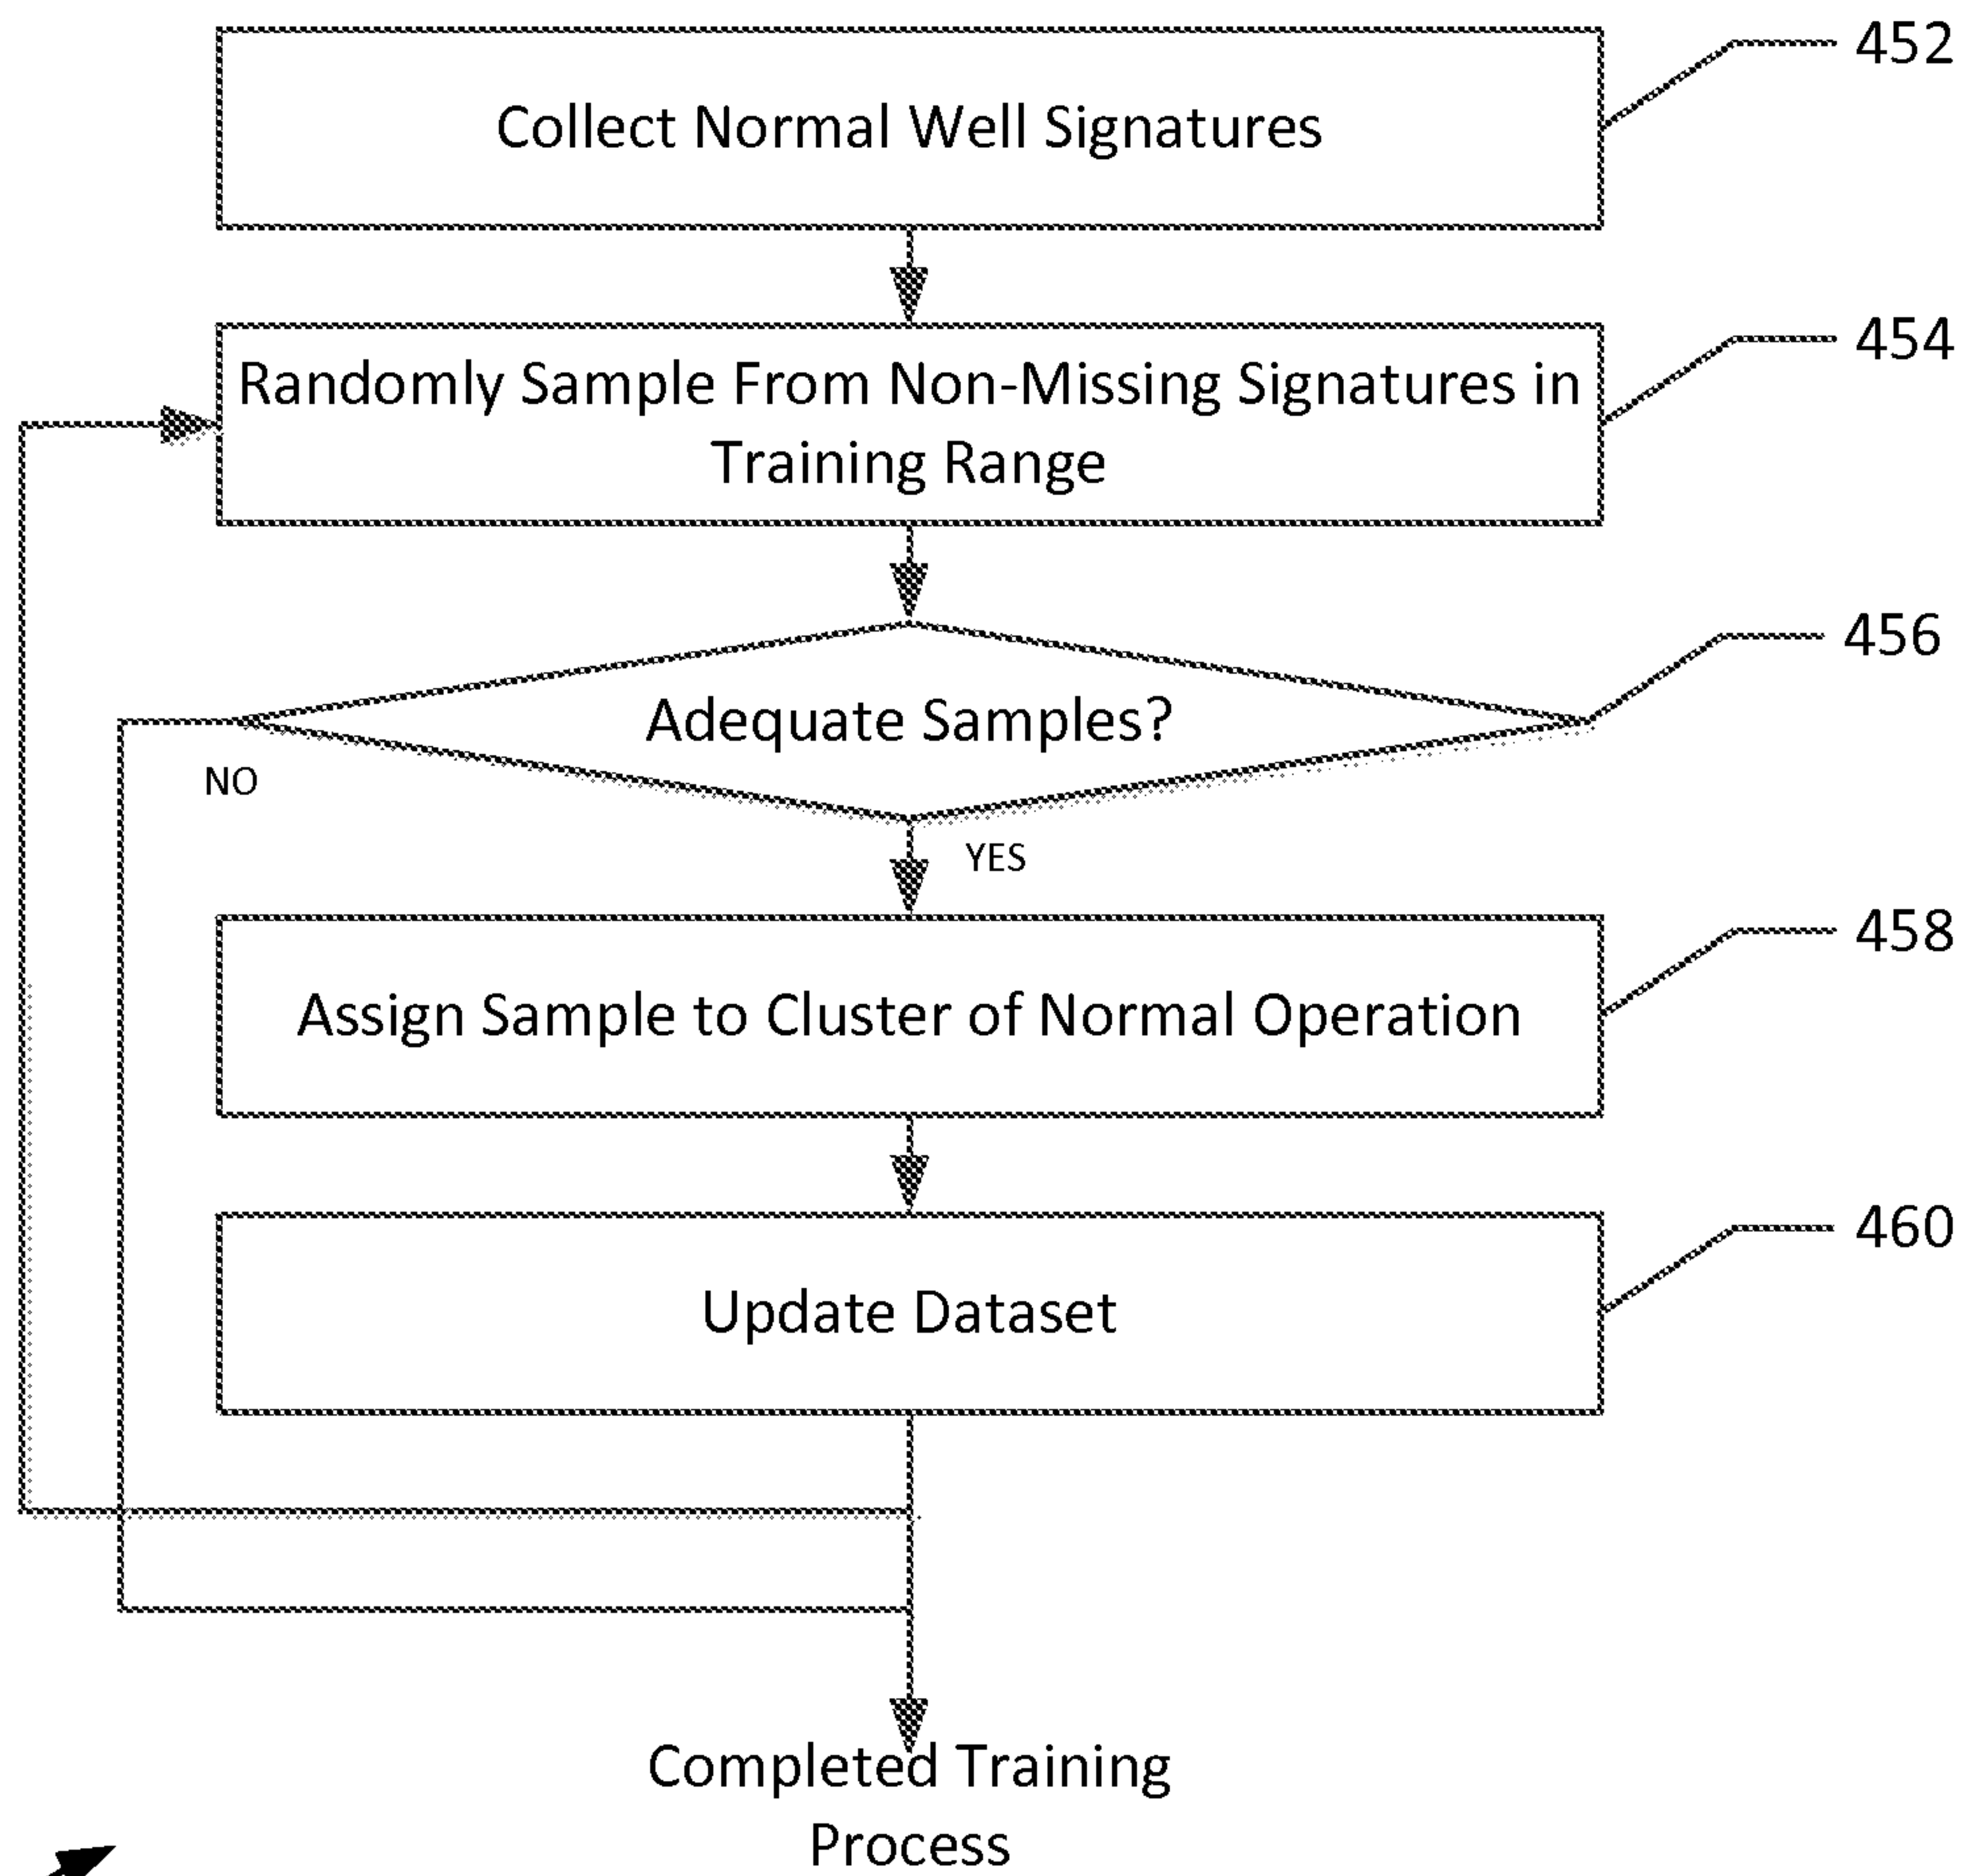 Collect Normal Well Signatures
452
Randomly Sample From Non-Missing Signatures in
Training Range
454
Adequate Samples?
456
NO
YES
Assign Sample to Cluster of Normal Operation
458
Update Dataset
460
Completed Training
Process